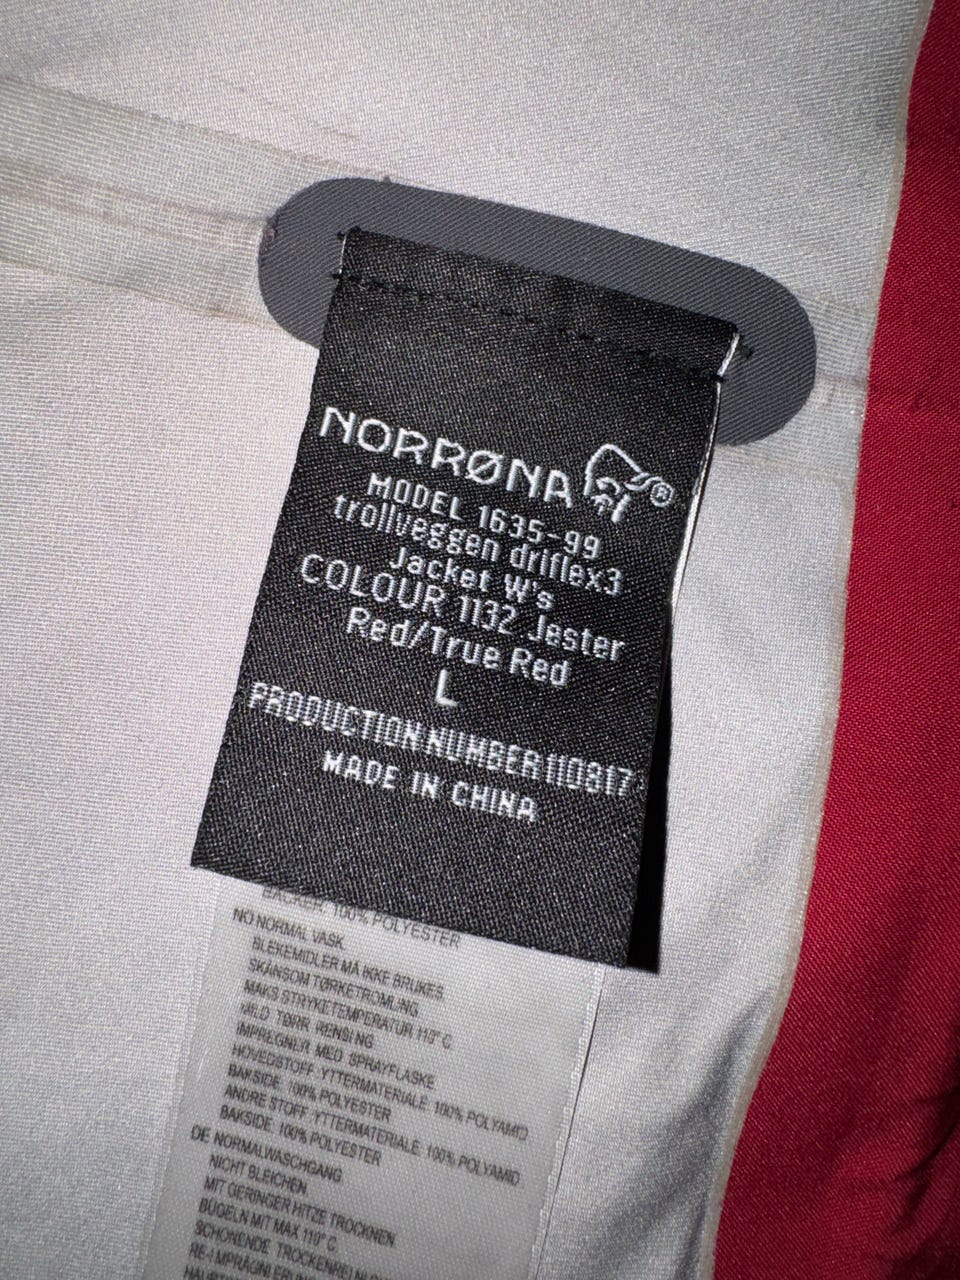 NORRØNA®
MODEL 1635-99
trollveggen driflex3
Jacket W's
COLOUR 1132 Jester
Red/True Red
L
PRODUCTION NUMBER 110817
MADE IN CHINA
100% POLYESTER
NO NORMAL VASK
BLEKEMIDLER MÅ IKKE BRUKES
SKÅNSOM TØRKETROMLING
MAKS STRYKETEMPERATUR 110° C
MILD TØRR RENSING
IMPREGNER MED SPRAYFLASKE
HOVEDSTOFF: YTTERMATERIALE: 100% POLYAMID
BAKSIDE: 100% POLYESTER
ANDRE STOFF: YTTERMATERIALE: 100% POLYAMID
BAKSIDE: 100% POLYESTER
DE NORMALWASCHGANG
NICHT BLEICHEN
MIT GERINGER HITZE TROCKNEN
BÜGELN MIT MAX 110° C
SCHONENDE